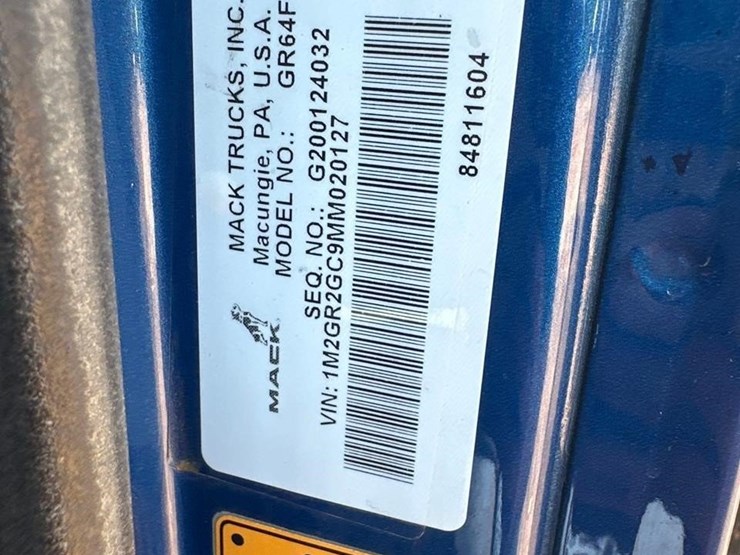 MACK TRUCKS, INC.
Macungie, PA, U.S.A.
MODEL NO.: GR64F
MACK
SEQ. NO.: G200124032
VIN: 1M2GR2GC9MM020127
84811604